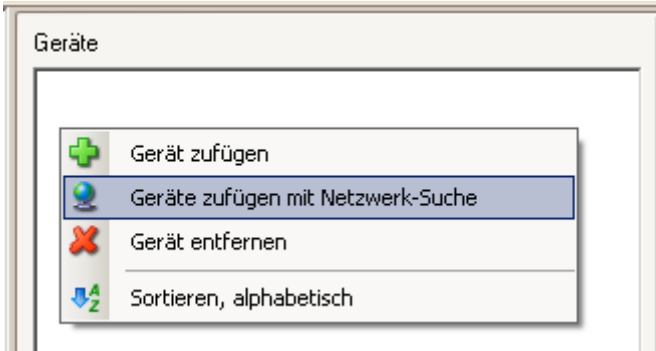 Geräte
Gerät zufügen
Geräte zufügen mit Netzwerk-Suche
Gerät entfernen
Sortieren, alphabetisch